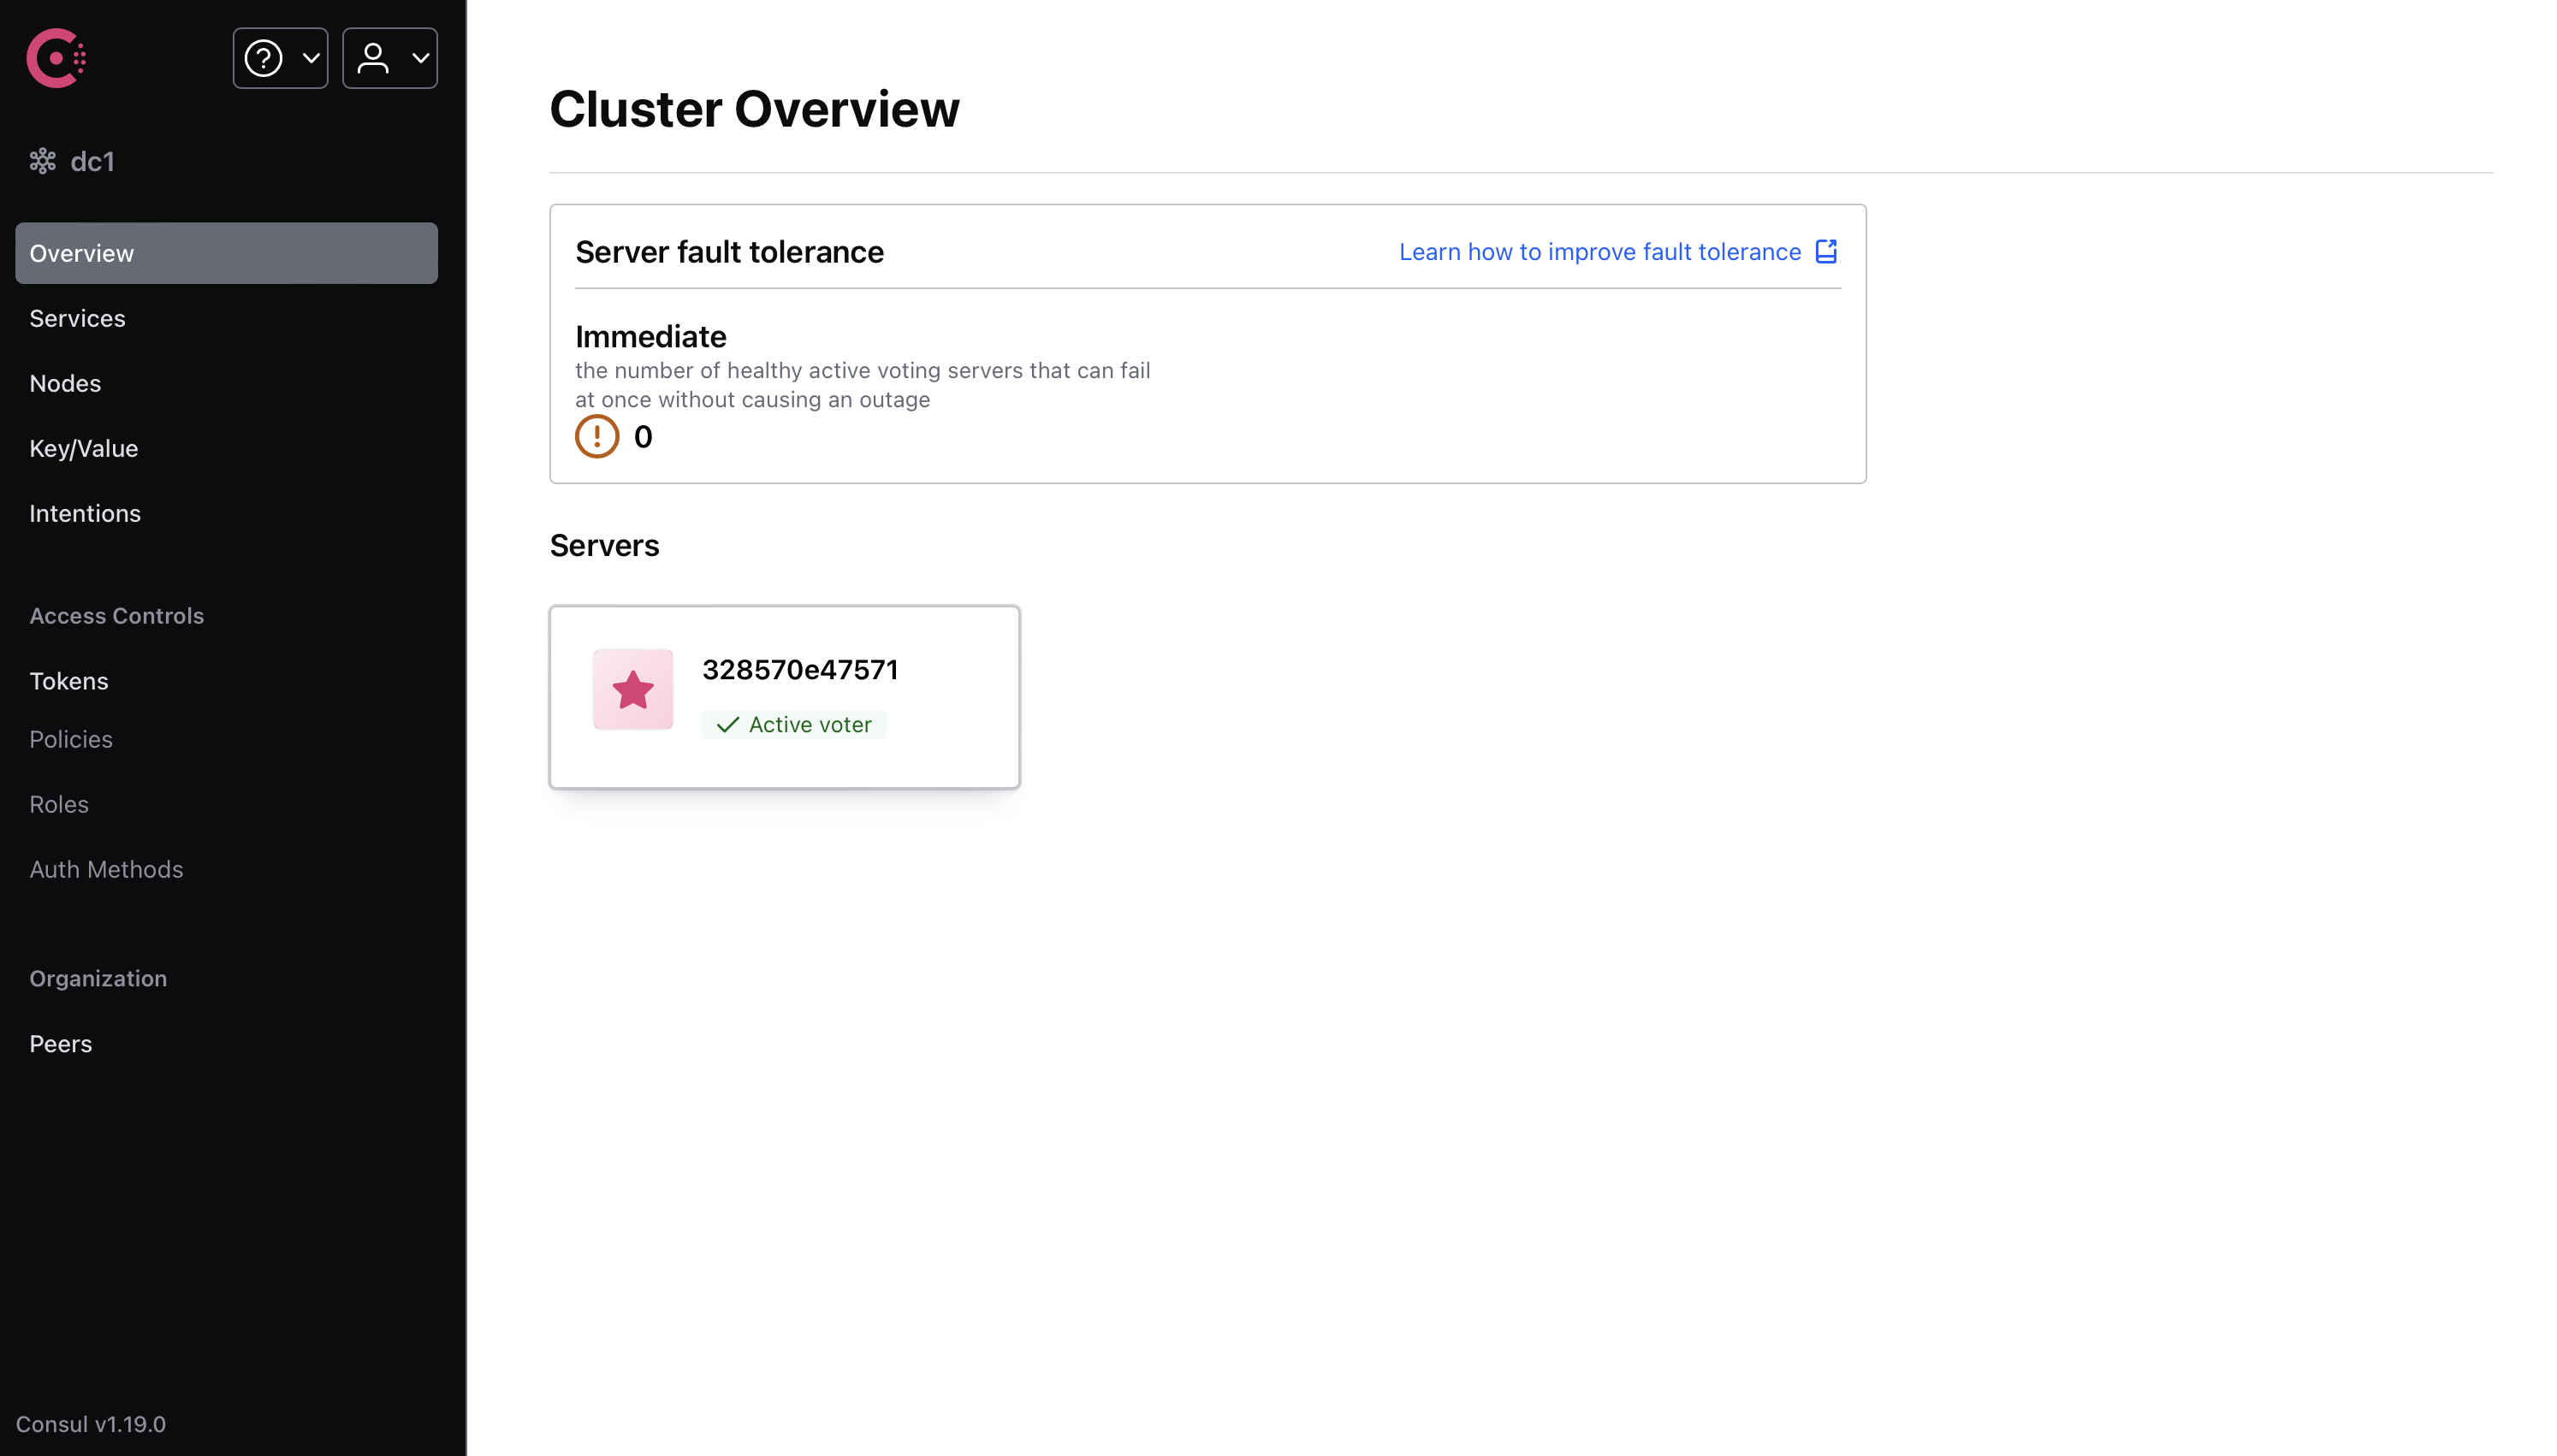 dc1
Overview
Services
Nodes
Key/Value
Intentions
Access Controls
Tokens
Policies
Roles
Auth Methods
Organization
Peers
Consul v1.19.0
Cluster Overview
Server fault tolerance
Learn how to improve fault tolerance
Immediate
the number of healthy active voting servers that can fail
at once without causing an outage
0
Servers
328570e47571
Active voter